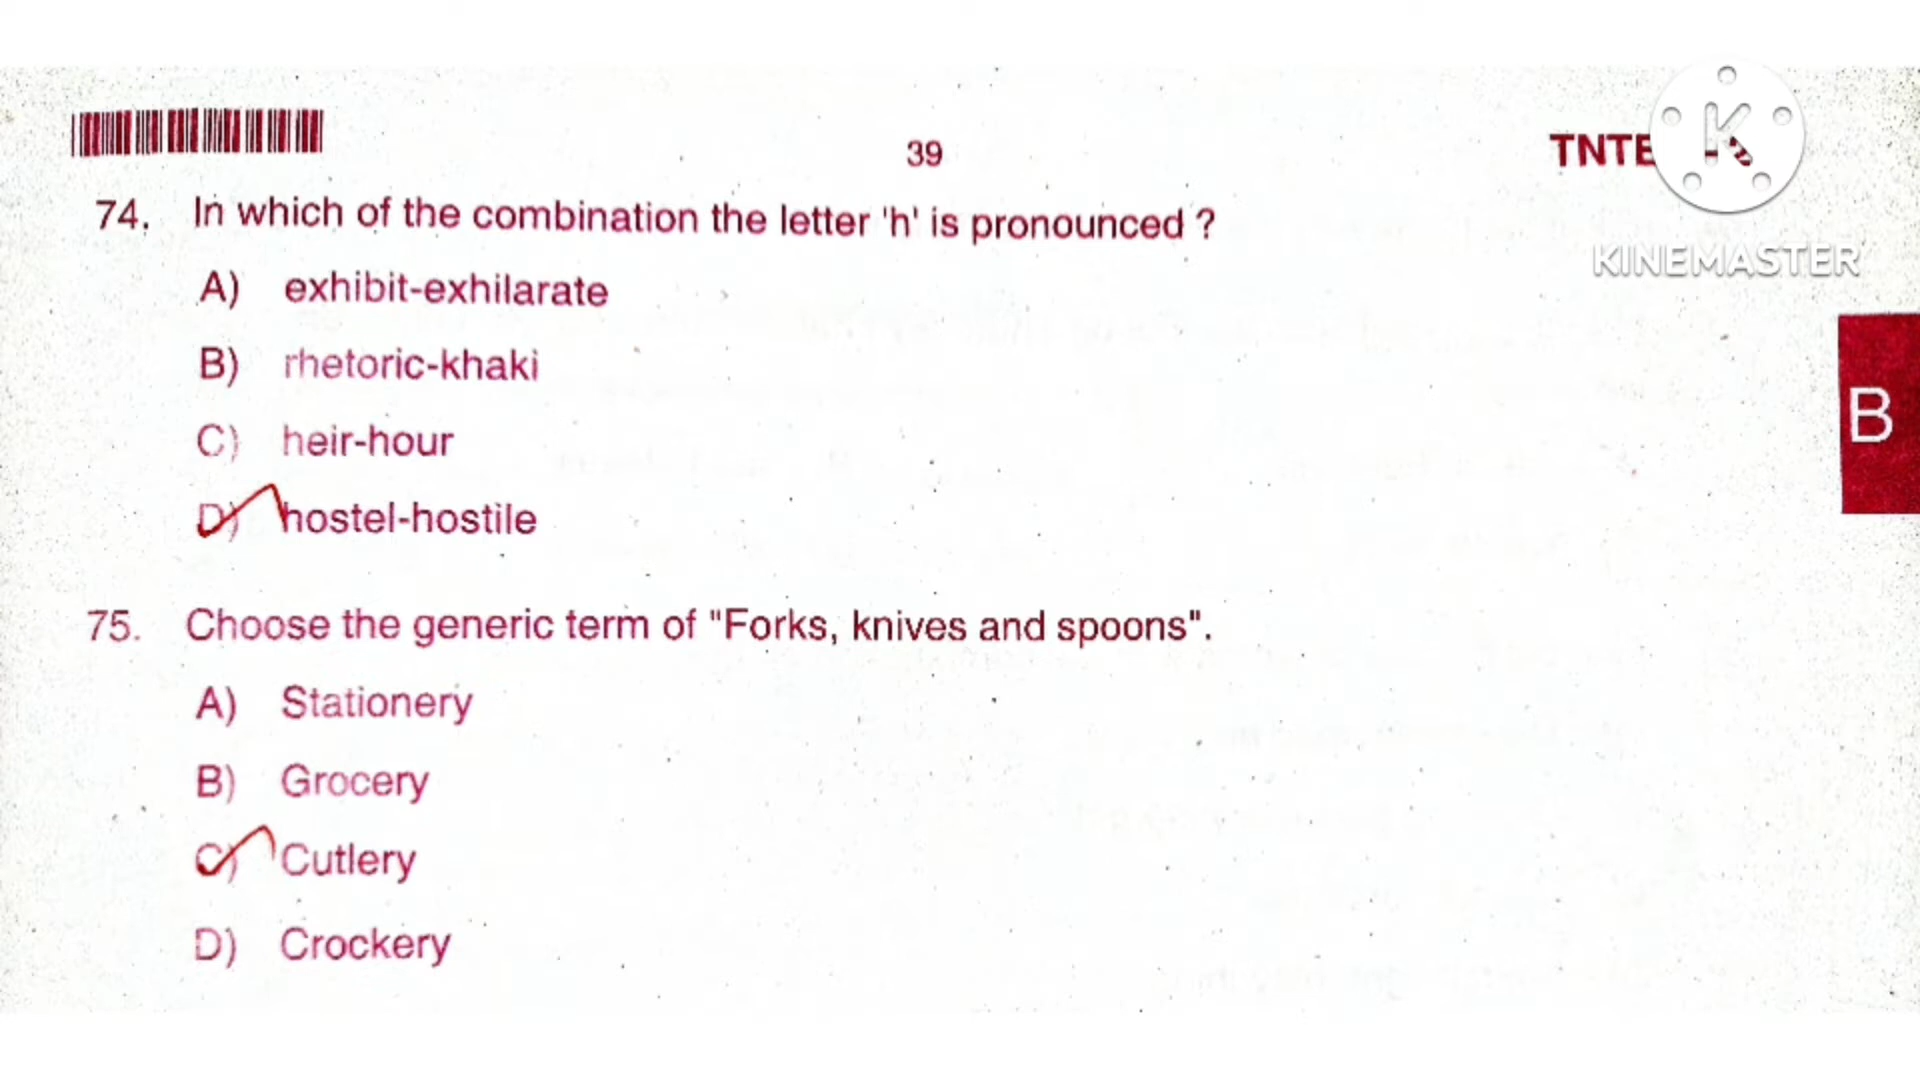 39
TNTE
KINEMASTER
74. In which of the combination the letter 'h' is pronounced ?
A) exhibit-exhilarate
B) rhetoric-khaki
C) heir-hour
D) hostel-hostile
B
75. Choose the generic term of "Forks, knives and spoons".
A) Stationery
B) Grocery
C) Cutlery
D) Crockery